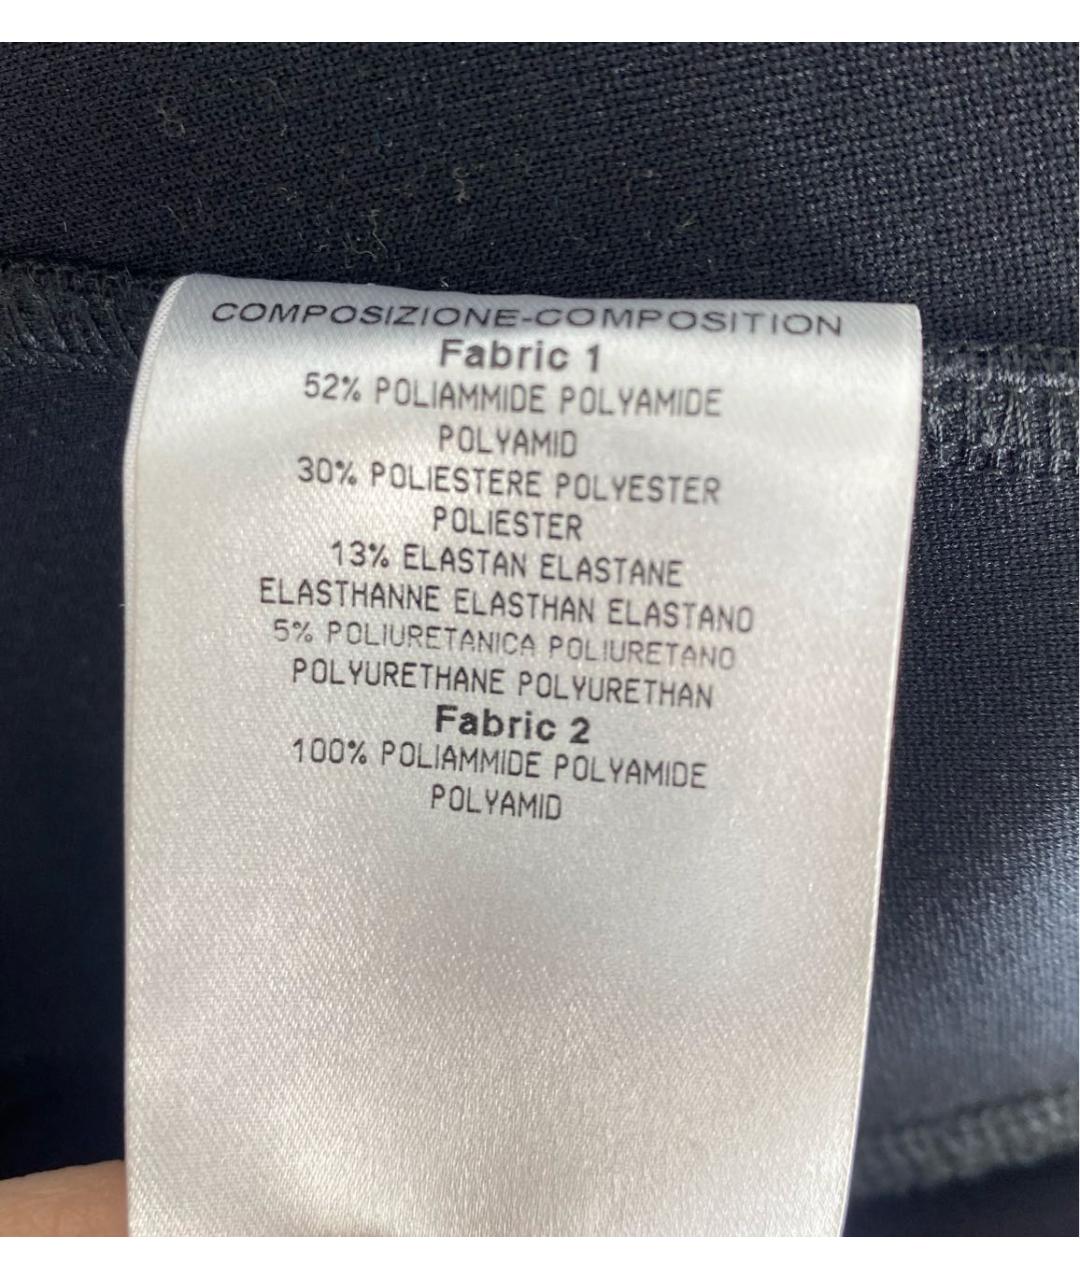 COMPOSIZIONE-COMPOSITION
Fabric 1
52% POLIAMMIDE POLYAMIDE
POLYAMID
30% POLIESTERE POLYESTER
POLIESTER
13% ELASTAN ELASTANE
ELASTHANNE ELASTHAN ELASTANO
5% POLIURETANICA POLIURETANO
POLYURETHANE POLYURETHAN
Fabric 2
100% POLIAMMIDE POLYAMIDE
POLYAMID